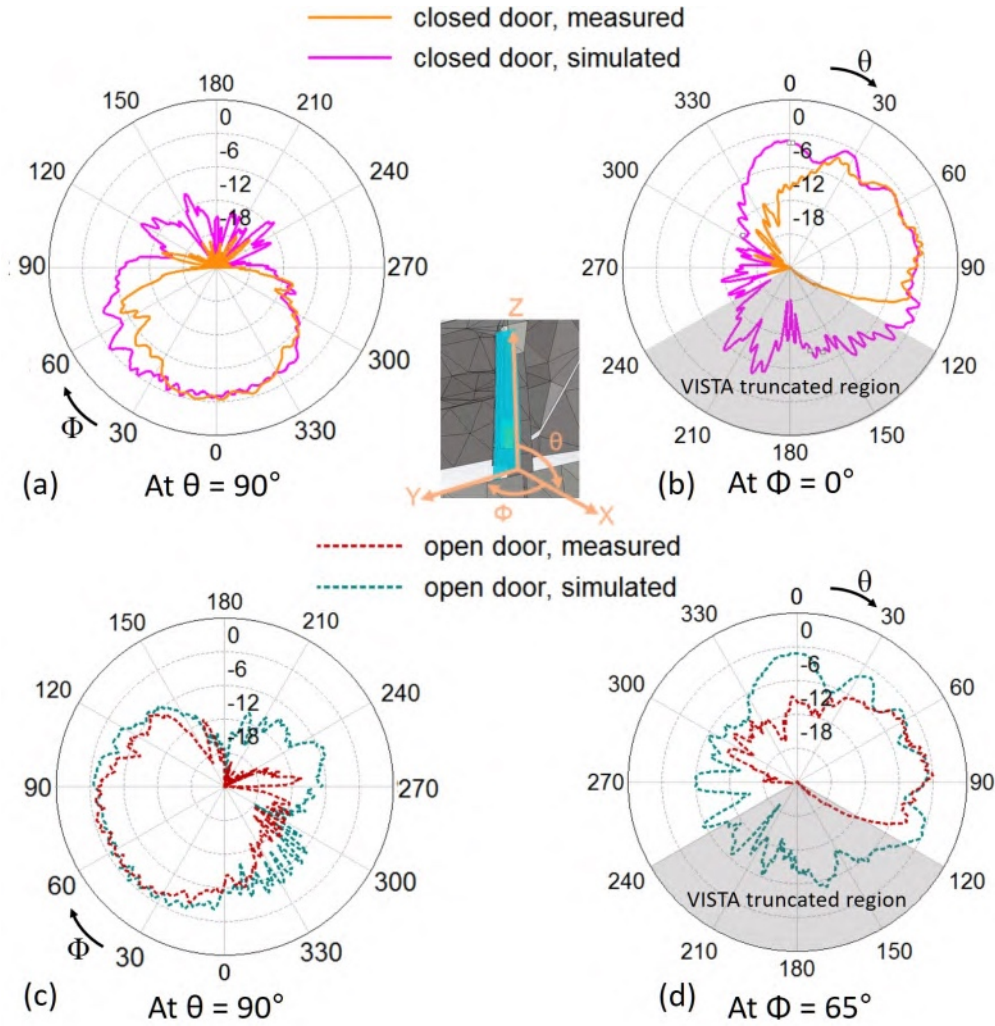 closed door, measured
closed door, simulated
180
150
210
120
240
90
270
60
300
30
330
0
0
-6
-12
-18
Φ
(a)
At θ = 90°
0
θ
330
30
300
60
270
90
240
120
210
150
180
0
-6
-12
-18
VISTA truncated region
(b)
At Φ = 0°
Z
θ
Y
Φ
X
open door, measured
open door, simulated
180
150
210
120
240
90
270
60
300
30
330
0
0
-6
-12
-18
Φ
(c)
At θ = 90°
0
θ
330
30
300
60
270
90
240
120
210
150
180
0
-6
-12
-18
VISTA truncated region
(d)
At Φ = 65°